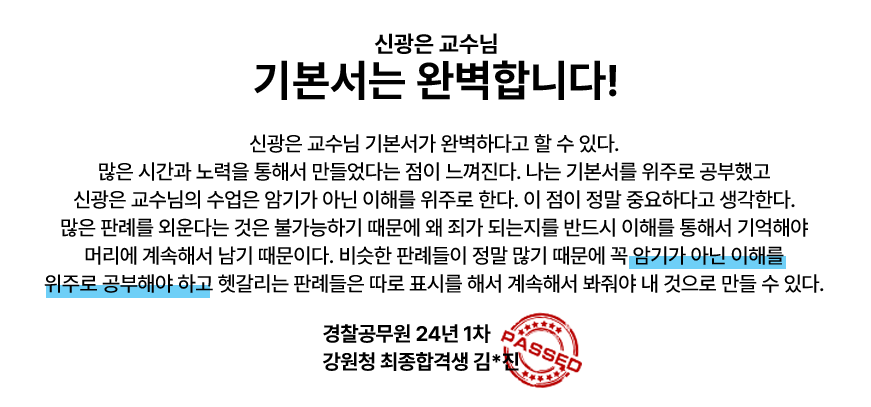 신광은 교수님
기본서는 완벽합니다!
신광은 교수님 기본서가 완벽하다고 할 수 있다.
많은 시간과 노력을 통해서 만들었다는 점이 느껴진다. 나는 기본서를 위주로 공부했고
신광은 교수님의 수업은 암기가 아닌 이해를 위주로 한다. 이 점이 정말 중요하다고 생각한다.
많은 판례를 외운다는 것은 불가능하기 때문에 왜 죄가 되는지를 반드시 이해를 통해서 기억해야
머리에 계속해서 남기 때문이다. 비슷한 판례들이 정말 많기 때문에 꼭 암기가 아닌 이해를
위주로 공부해야 하고 헷갈리는 판례들은 따로 표시를 해서 계속해서 봐줘야 내 것으로 만들 수 있다.
경찰공무원 24년 1차
강원청 최종합격생 김*진
PASSED